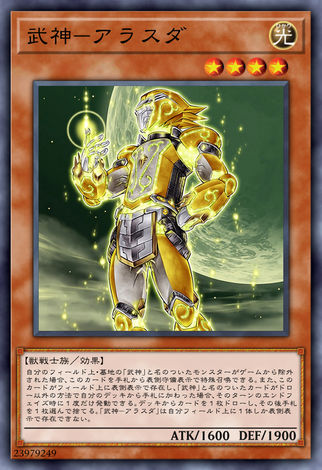 武神－アラスダ
光
【獣戦士族／効果】
自分のフィールド上・墓地の「武神」と名のついたモンスターがゲームから除外
された場合、このカードを手札から表側守備表示で特殊召喚できる。また、この
カードがフィールド上に表側表示で存在し、「武神」と名のついたカードがドロー
以外の方法で自分のデッキから手札にかわった場合、そのターンのエンド
フェイズ時に１度だけ発動できる。デッキからカードを１枚ドローし、その後手札
を１枚選んで捨てる。「武神－アラスダ」は自分フィールド上に１体しか表側表
示で存在できない。
ATK/1600 DEF/1900
23979249